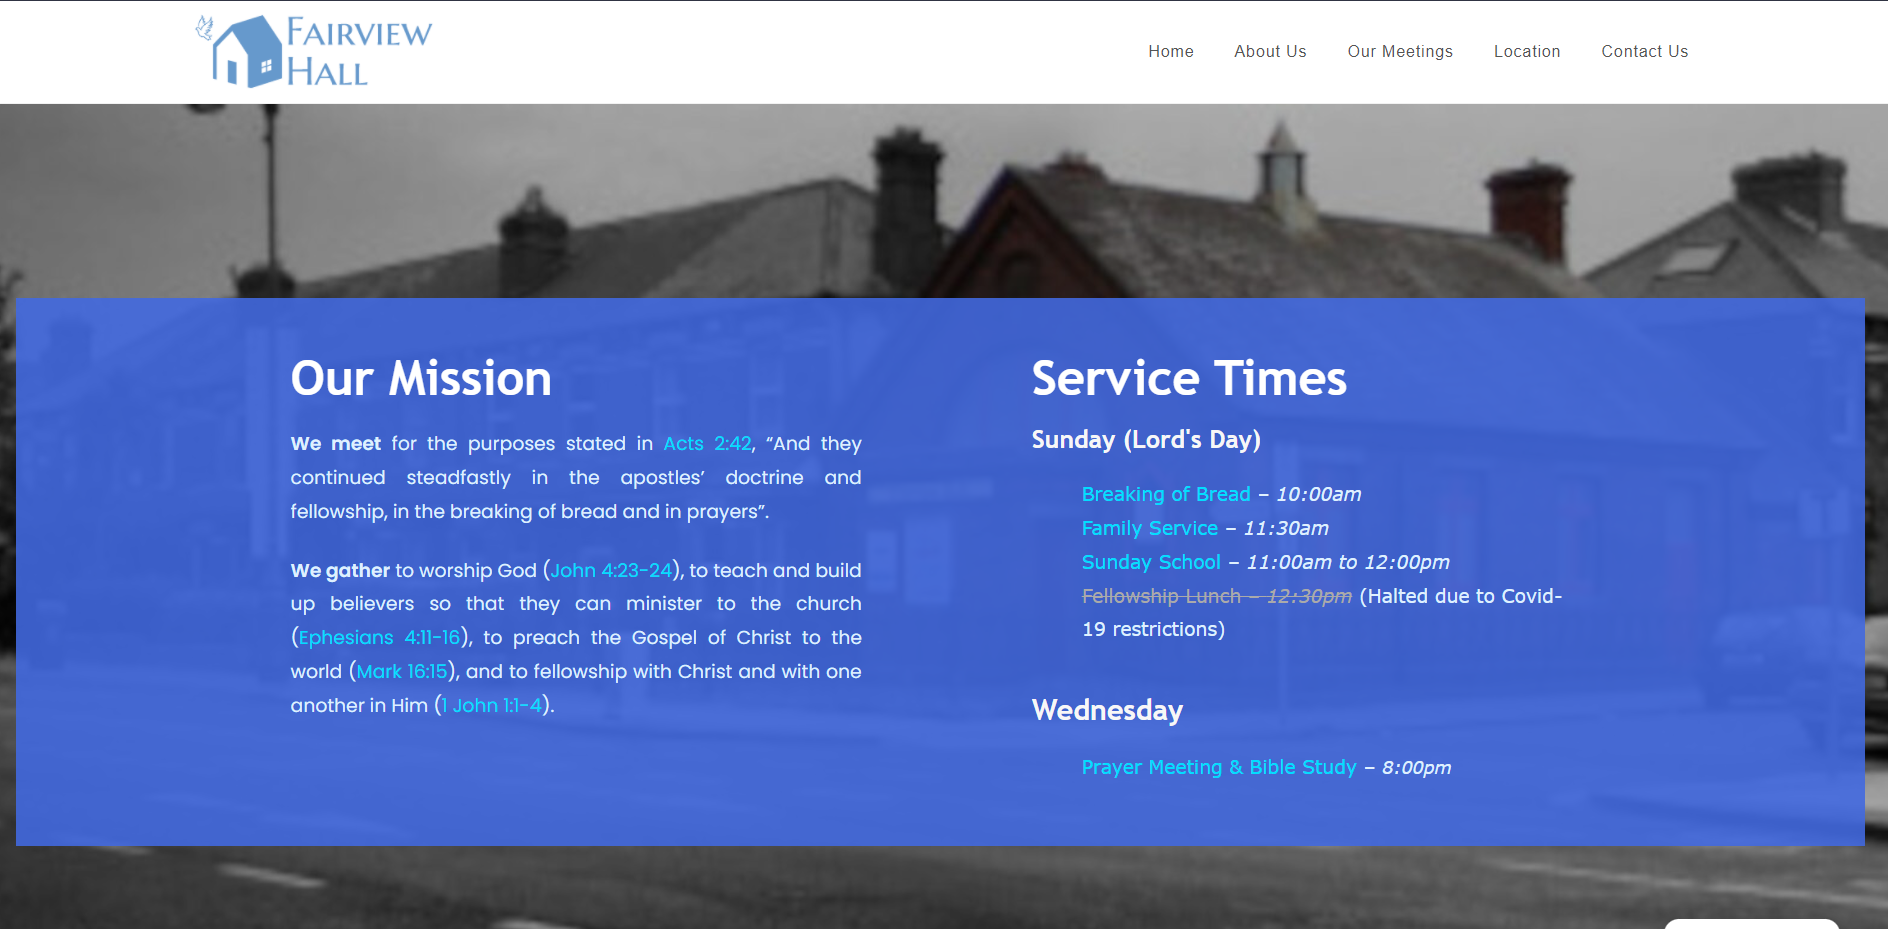 FAIRVIEW
HALL
Home About Us Our Meetings Location Contact Us
Our Mission
We meet for the purposes stated in Acts 2:42, “And they
continued steadfastly in the apostles’ doctrine and
fellowship, in the breaking of bread and in prayers”.
We gather to worship God (John 4:23-24), to teach and build
up believers so that they can minister to the church
(Ephesians 4:11-16), to preach the Gospel of Christ to the
world (Mark 16:15), and to fellowship with Christ and with one
another in Him (1 John 1:1-4).
Service Times
Sunday (Lord's Day)
Breaking of Bread – 10:00am
Family Service – 11:30am
Sunday School – 11:00am to 12:00pm
Fellowship Lunch – 12:30pm (Halted due to Covid-
19 restrictions)
Wednesday
Prayer Meeting & Bible Study – 8:00pm